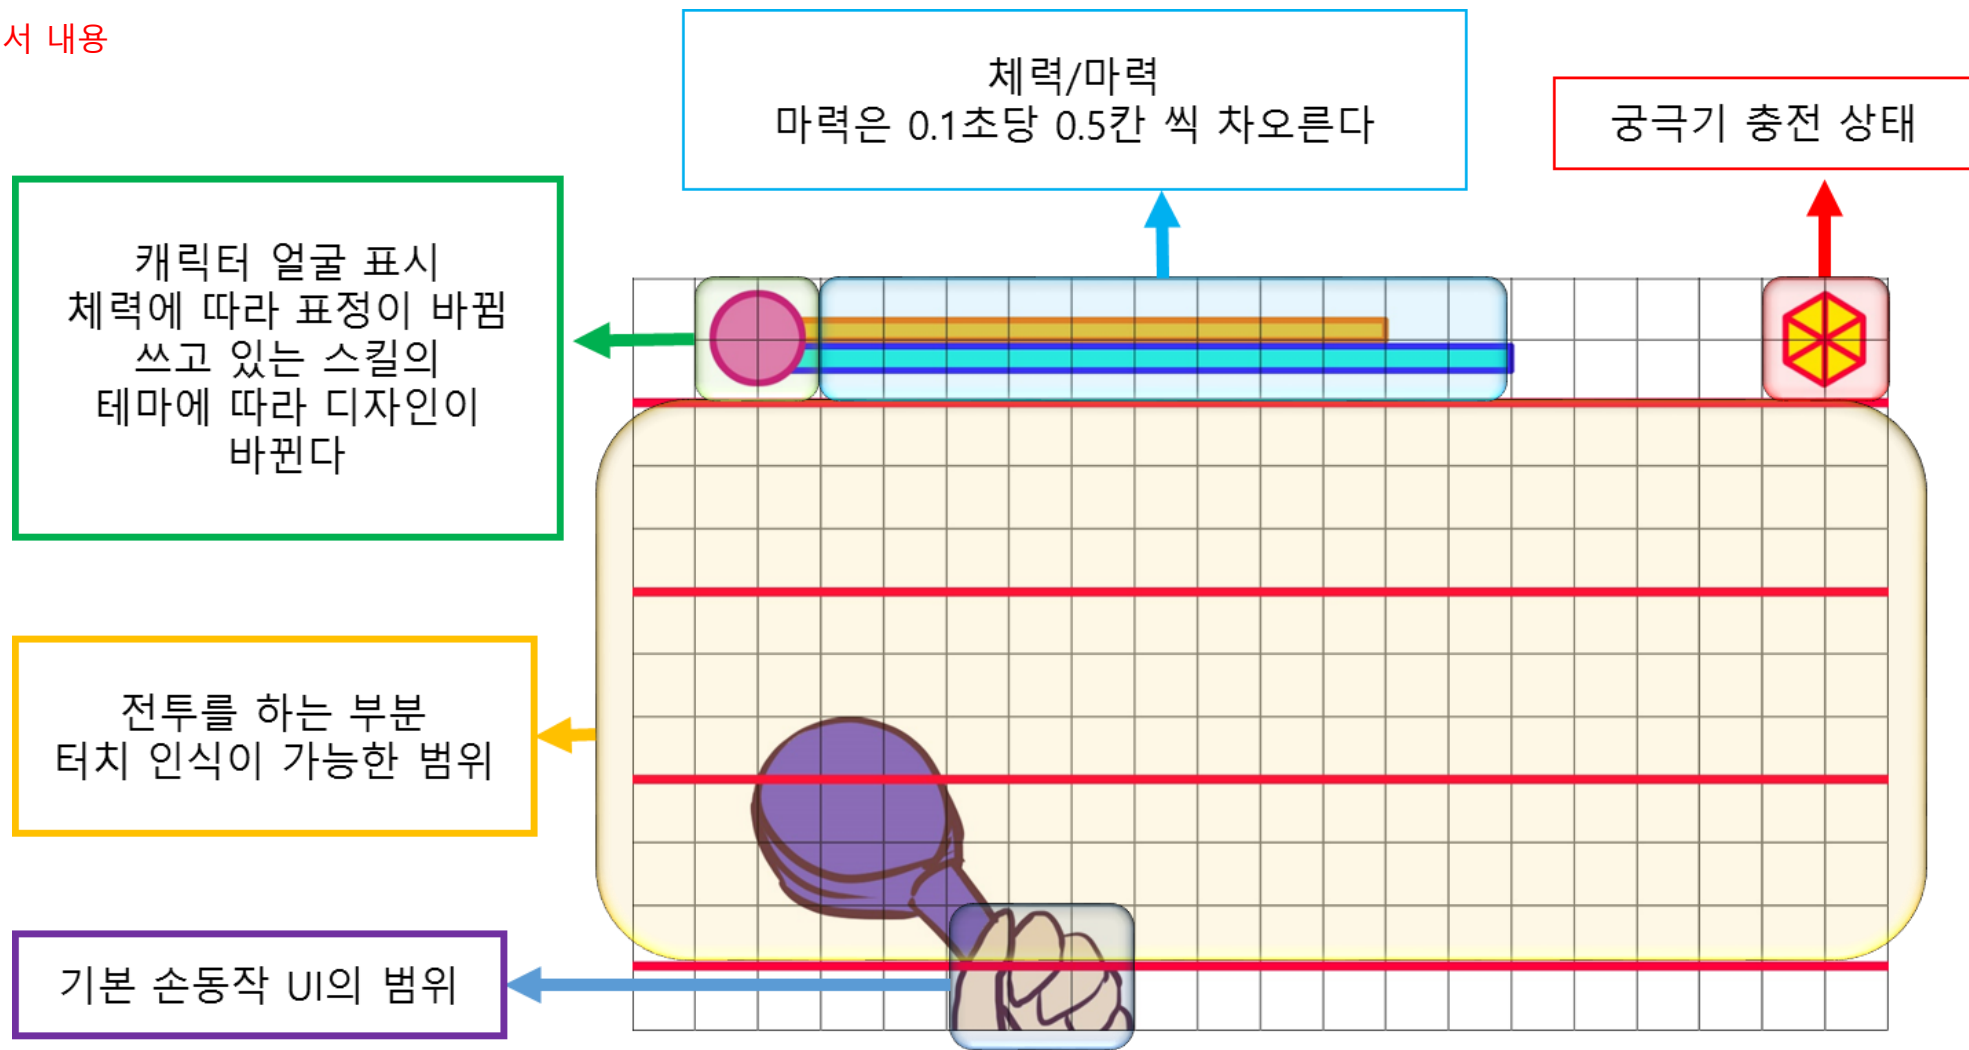 서 내용
체력/마력
마력은 0.1초당 0.5칸 씩 차오른다
궁극기 충전 상태
캐릭터 얼굴 표시
체력에 따라 표정이 바뀜
쓰고 있는 스킬의
테마에 따라 디자인이
바뀐다
전투를 하는 부분
터치 인식이 가능한 범위
기본 손동작 UI의 범위